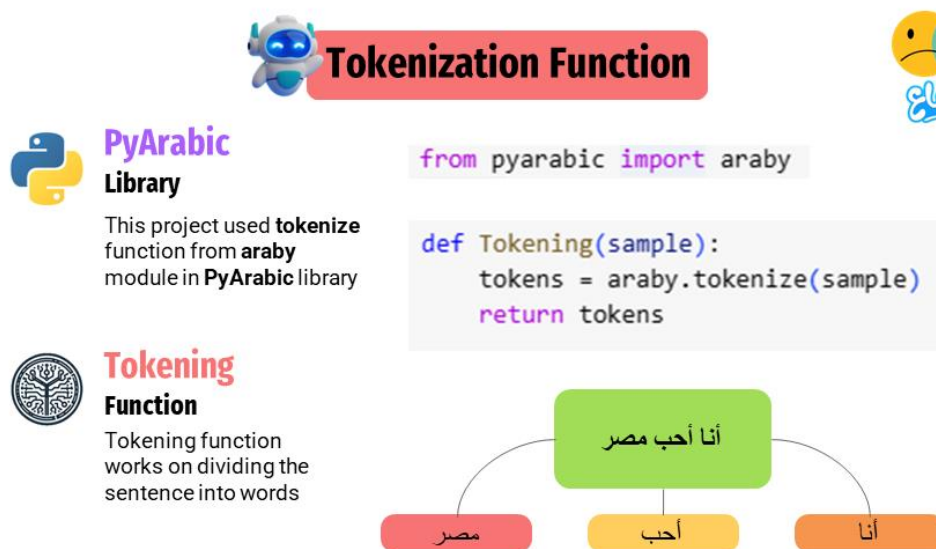 Tokenization Function
PyArabic
Library
This project used tokenize
function from araby
module in PyArabic library
from pyarabic import araby
def Tokening(sample):
    tokens = araby.tokenize(sample)
    return tokens
Tokening
Function
Tokening function
works on dividing the
sentence into words
أنا أحب مصر
أنا
أحب
مصر